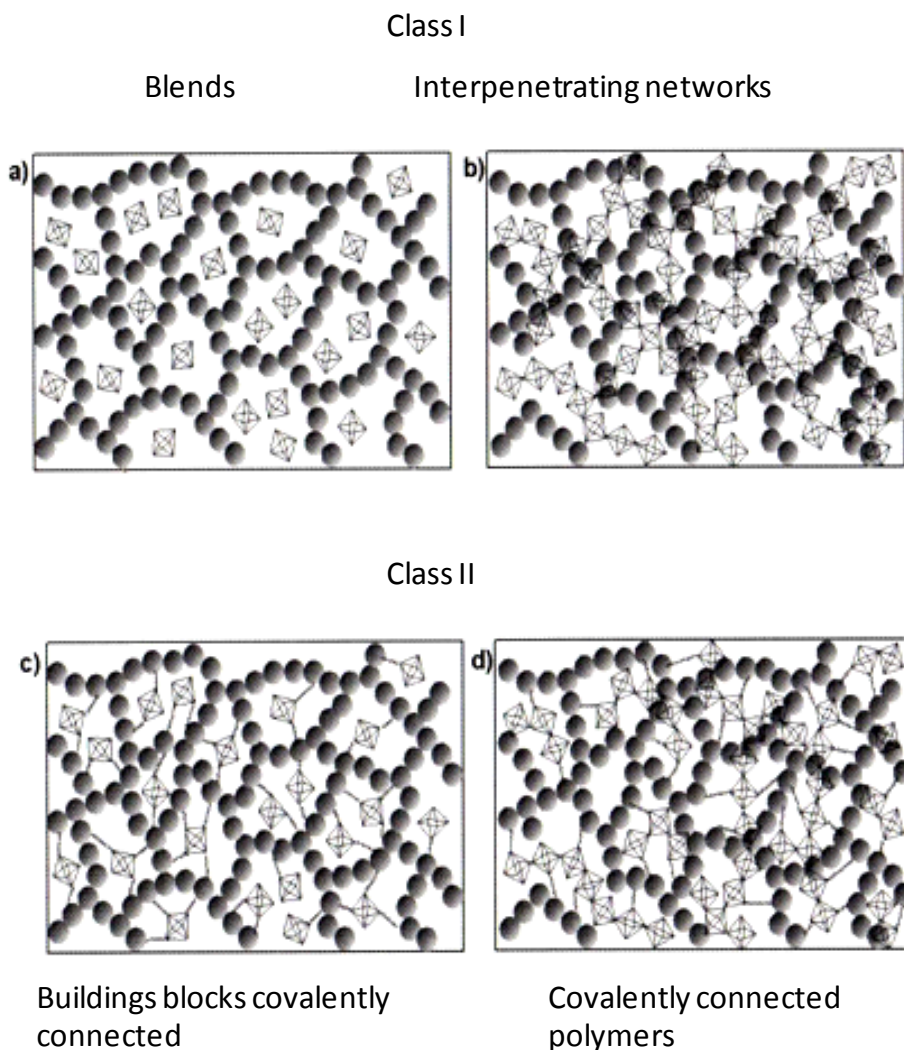 Class I
Blends
Interpenetrating networks
a)
b)
Class II
c)
d)
Buildings blocks covalently
connected
Covalently connected
polymers